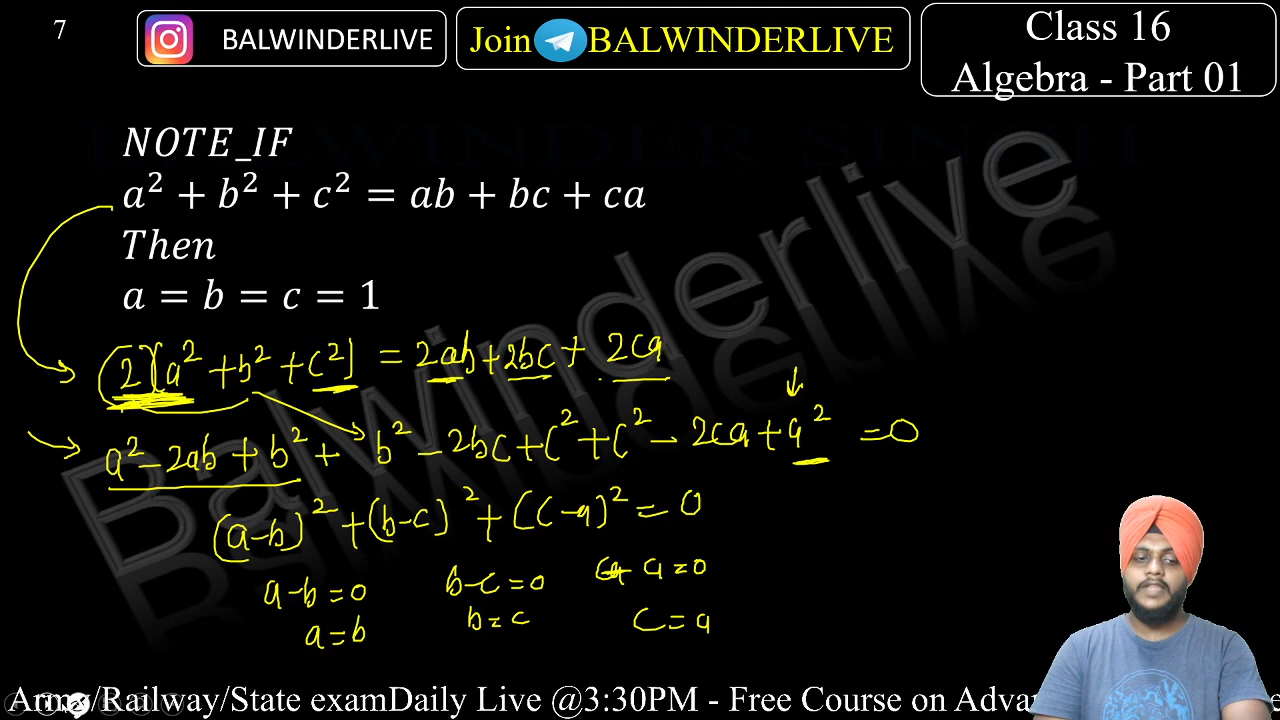 7
BALWINDERLIVE
Join BALWINDERLIVE
Class 16
Algebra - Part 01
NOTE_IF
a² + b² + c² = ab + bc + ca
Then
a = b = c = 1
2)(a² + b² + c²) = 2ab + 2bc + 2ca
a² - 2ab + b² + b² - 2bc + c² + c² - 2ca + a² = 0
(a-b)² + (b-c)² + (c-a)² = 0
a-b=0 b-c=0 a=0
a=b b=c c=a
Balwinderlive
Army/Railway/State examDaily Live @3:30PM - Free Course on Advan